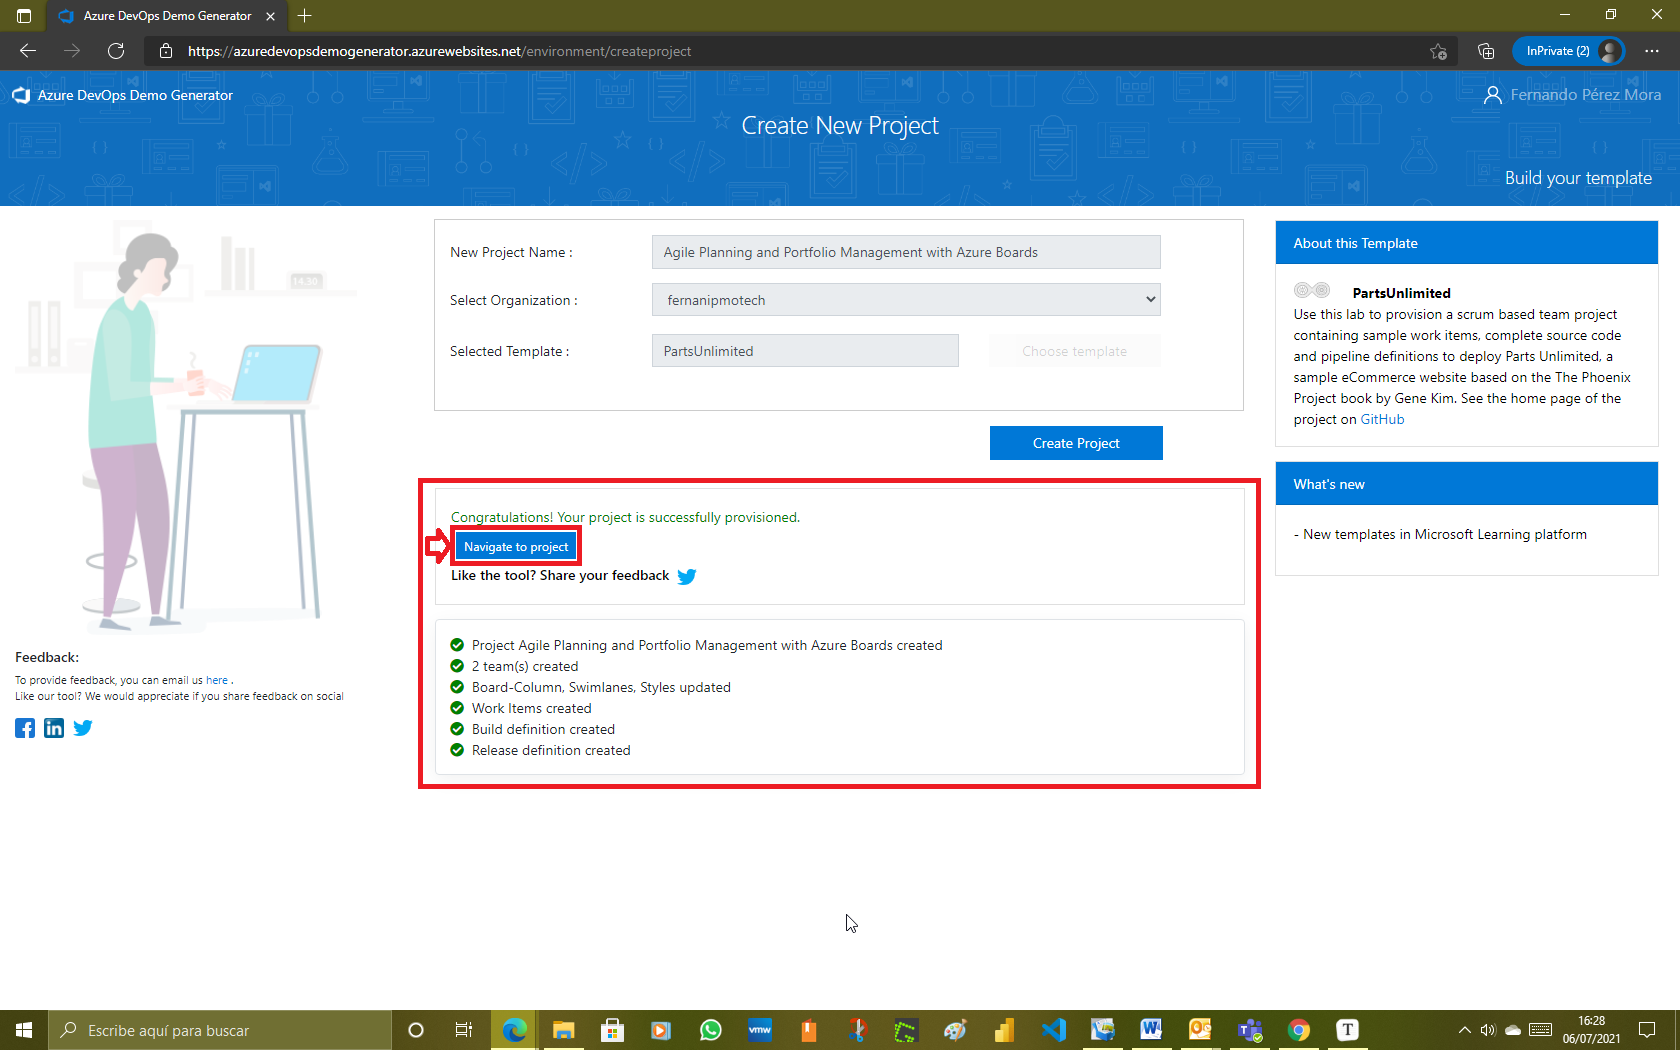 Azure DevOps Demo Generator
https://azuredevopsdemogenerator.azurewebsites.net/environment/createproject
InPrivate (2)
Azure DevOps Demo Generator
Fernando Pérez Mora
Create New Project
Build your template
New Project Name :
Agile Planning and Portfolio Management with Azure Boards
Select Organization :
fernanipmotech
Selected Template :
PartsUnlimited
Choose template
Create Project
Congratulations! Your project is successfully provisioned.
Navigate to project
Like the tool? Share your feedback
Project Agile Planning and Portfolio Management with Azure Boards created
2 team(s) created
Board-Column, Swimlanes, Styles updated
Work Items created
Build definition created
Release definition created
About this Template
PartsUnlimited
Use this lab to provision a scrum based team project
containing sample work items, complete source code
and pipeline definitions to deploy Parts Unlimited, a
sample eCommerce website based on the The Phoenix
Project book by Gene Kim. See the home page of the
project on GitHub
What's new
- New templates in Microsoft Learning platform
14.30
Feedback:
To provide feedback, you can email us here .
Like our tool? We would appreciate if you share feedback on social
Escribe aquí para buscar
vmw
16:28
06/07/2021